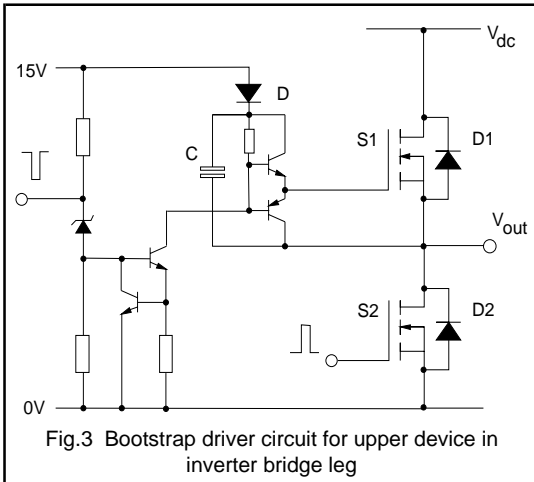 V_dc
15V
D
S1
D1
C
V_out
S2
D2
0V
Fig.3 Bootstrap driver circuit for upper device in
inverter bridge leg